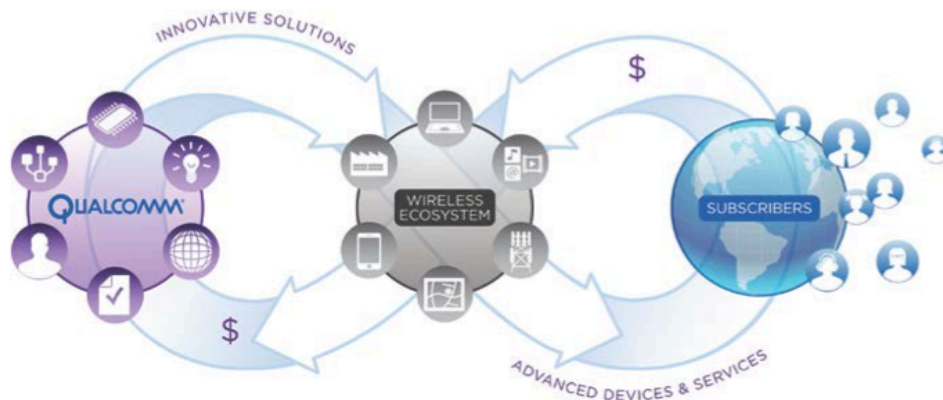 INNOVATIVE SOLUTIONS
$
QUALCOMM®
WIRELESS
ECOSYSTEM
SUBSCRIBERS
$
ADVANCED DEVICES & SERVICES